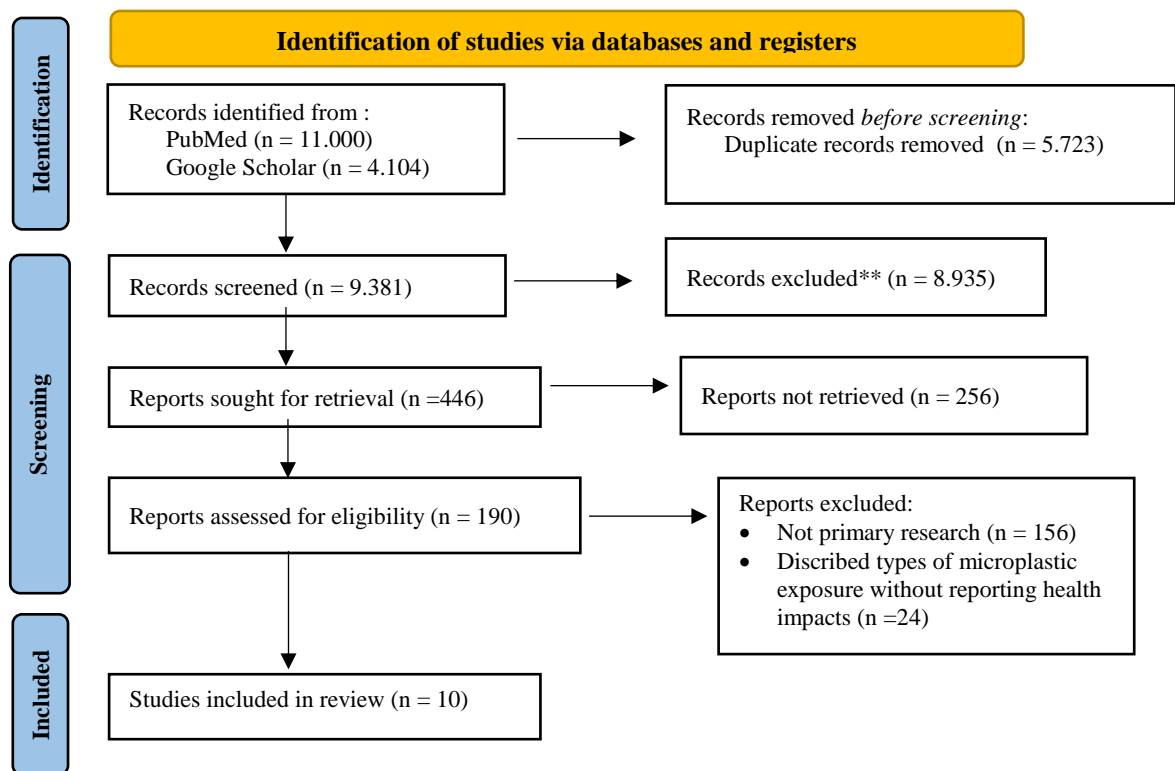 Identification of studies via databases and registers
Identification
Records identified from :
PubMed (n = 11.000)
Google Scholar (n = 4.104)
Records removed before screening:
Duplicate records removed (n = 5.723)
Screening
Records screened (n = 9.381)
Records excluded** (n = 8.935)
Reports sought for retrieval (n =446)
Reports not retrieved (n = 256)
Reports assessed for eligibility (n = 190)
Reports excluded:
• Not primary research (n = 156)
• Discribed types of microplastic
exposure without reporting health
impacts (n =24)
Included
Studies included in review (n = 10)